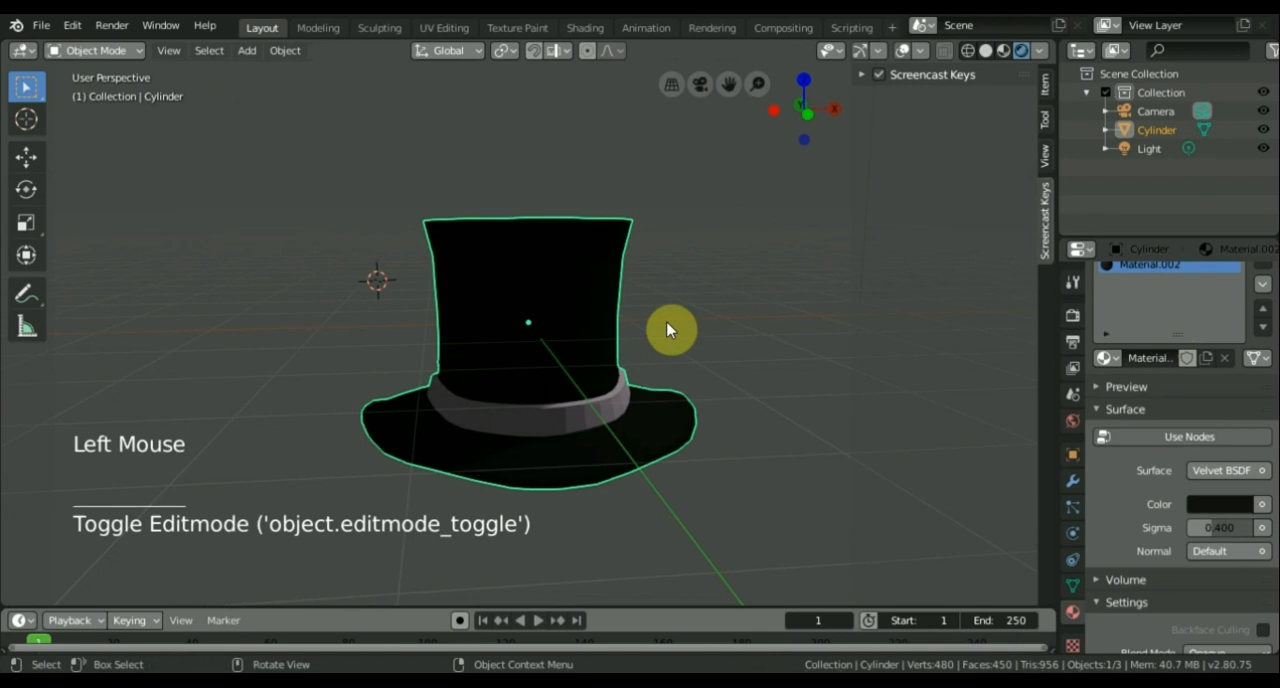 File Edit Render Window Help Layout Modeling Sculpting UV Editing Texture Paint Shading Animation Rendering Compositing Scripting + Scene View Layer
Object Mode View Select Add Object Global
User Perspective
(1) Collection | Cylinder
Screencast Keys
Item
Tool
View
Screencast Keys
Scene Collection
Collection
Camera
Cylinder
Light
Cylinder Material.002
Material.002
Material..
Preview
Surface
Use Nodes
Surface Velvet BSDF
Color
Sigma 0.400
Normal Default
Volume
Settings
Backface Culling
Left Mouse
Toggle Editmode ('object.editmode_toggle')
Playback Keying View Marker 1 Start: 1 End: 250
1
Select Box Select Rotate View Object Context Menu Collection | Cylinder | Verts:480 | Faces:450 | Tris:956 | Objects:1/3 | Mem: 40.7 MB | v2.80.75